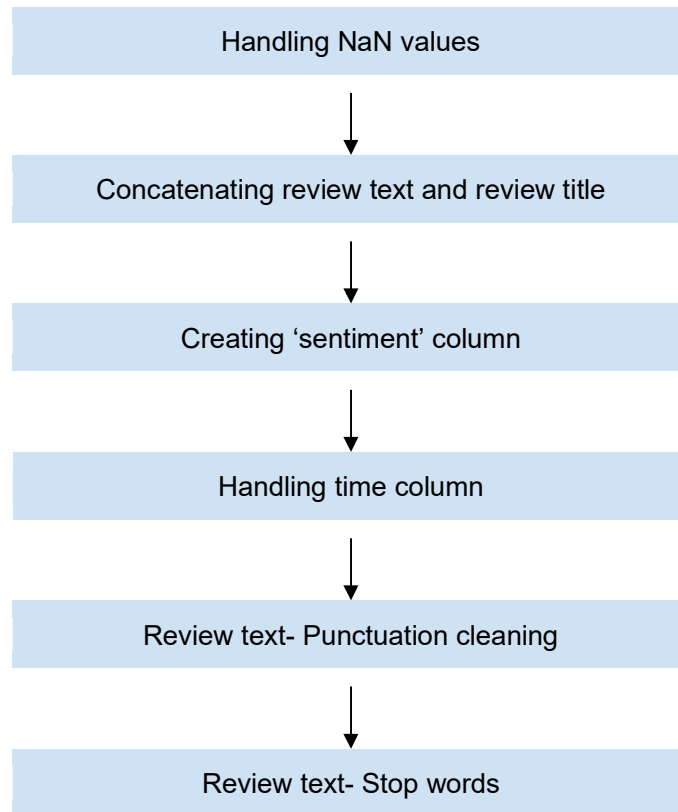 Handling NaN values
Concatenating review text and review title
Creating ‘sentiment’ column
Handling time column
Review text- Punctuation cleaning
Review text- Stop words